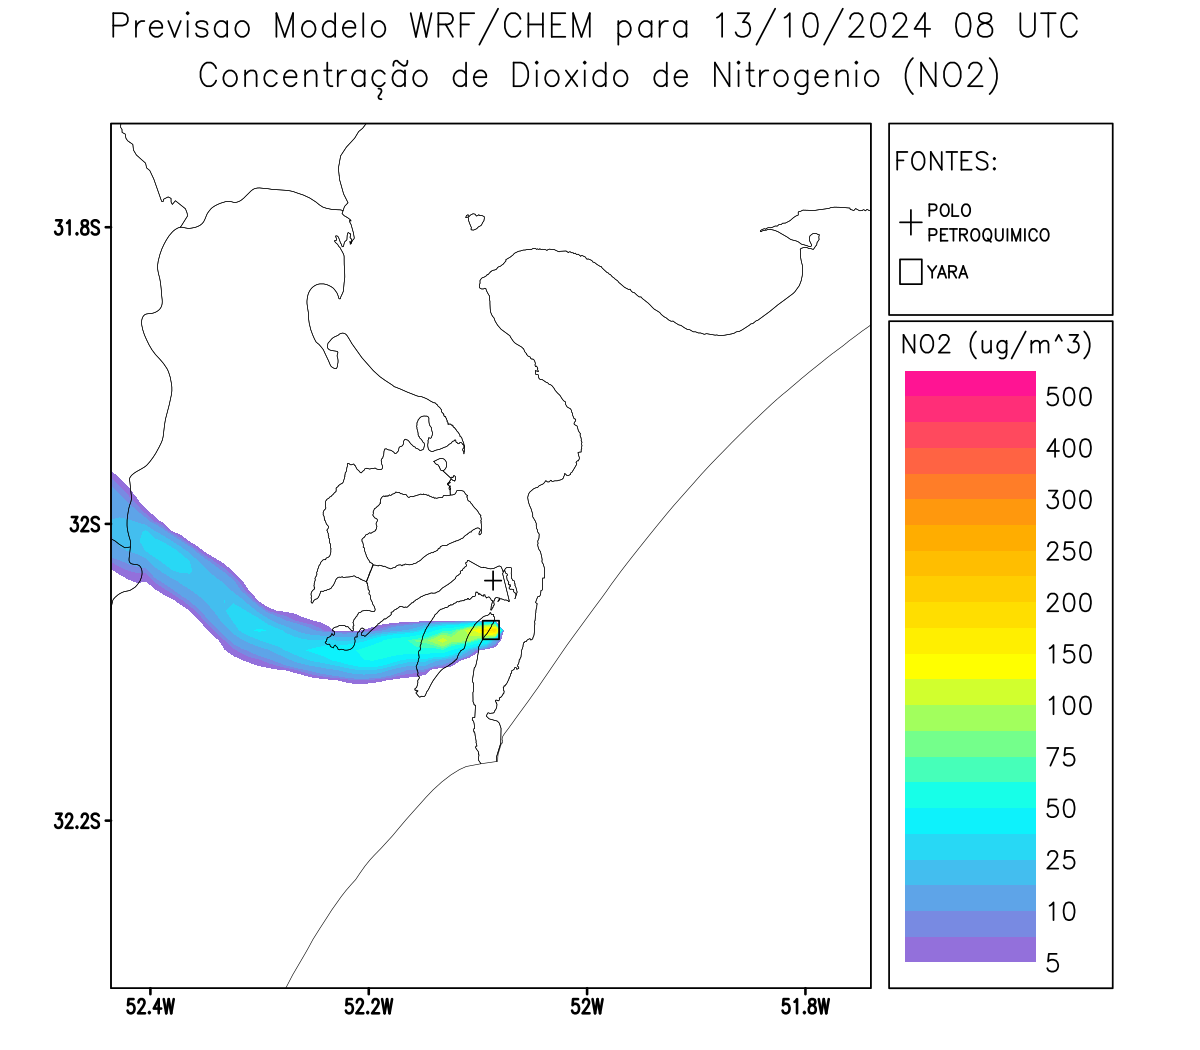 Previsao Modelo WRF/CHEM para 13/10/2024 08 UTC
Concentração de Dioxido de Nitrogenio (NO2)
FONTES:
POLO
PETROQUIMICO
YARA
NO2 (ug/m^3)
500
400
300
250
200
150
100
75
50
25
10
5
31.8S
32S
32.2S
52.4W
52.2W
52W
51.8W